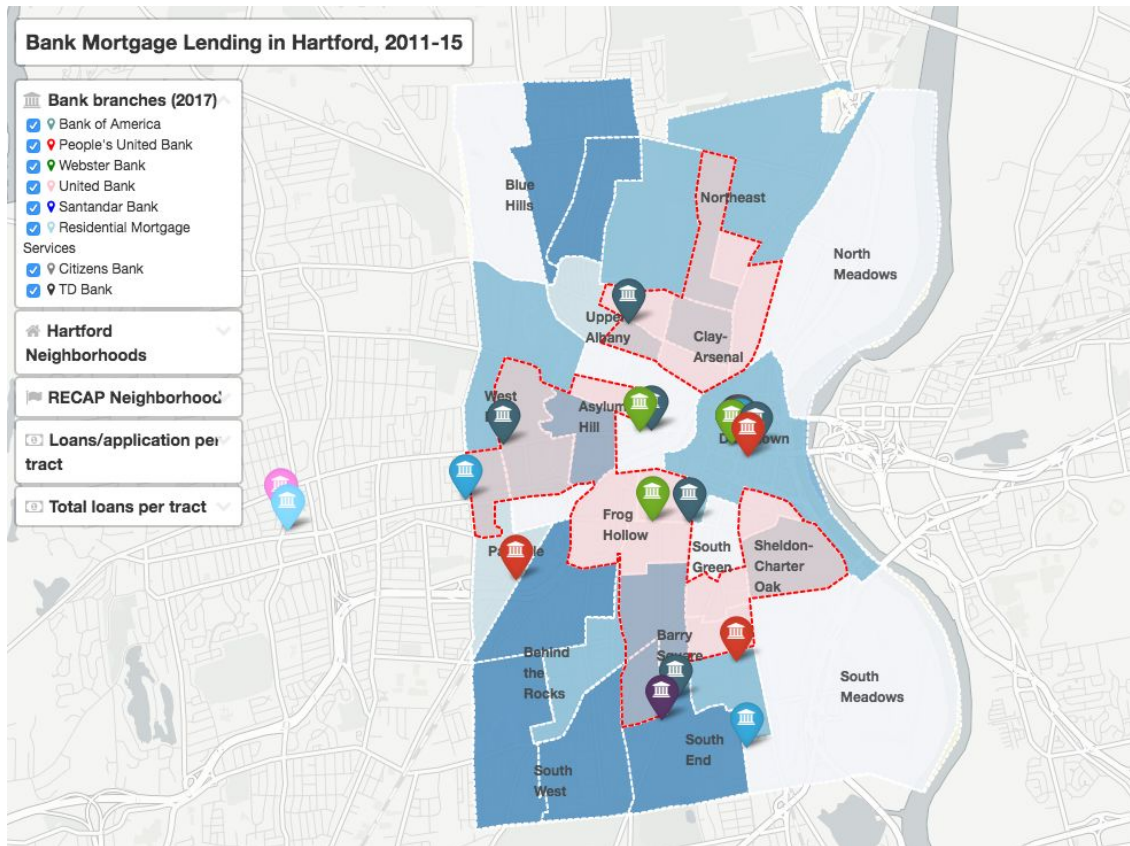 Bank Mortgage Lending in Hartford, 2011-15
Bank branches (2017)
Bank of America
People's United Bank
Webster Bank
United Bank
Santandar Bank
Residential Mortgage
Services
Citizens Bank
TD Bank
Hartford
Neighborhoods
RECAP Neighborhood
Loans/application per
tract
Total loans per tract
Blue
Hills
Northeast
North
Meadows
Upper
Albany
Clay-
Arsenal
West
Asylum
Hill
Frog
Hollow
South
Green
Sheldon-
Charter
Oak
Barry
Behind
the
Rocks
South
Meadows
South
End
South
West